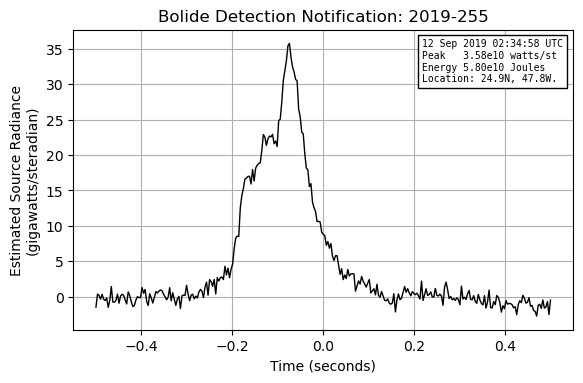 Bolide Detection Notification: 2019-255
12 Sep 2019 02:34:58 UTC
Peak   3.58e10 watts/st
Energy 5.80e10 Joules
Location: 24.9N, 47.8W.
Estimated Source Radiance
(gigawatts/steradian)
35
30
25
20
15
10
5
0
−0.4 −0.2 0.0 0.2 0.4
Time (seconds)